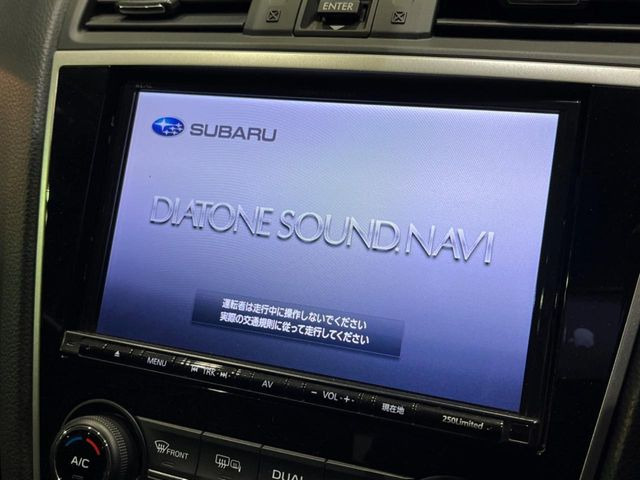 ENTER
SUBARU
DIATONE SOUND.NAVI
運転者は走行中に操作しないでください
実際の交通規則に従って走行してください
MENU
TRK
AV
− VOL +
現在地
250Limited
A/C
FRONT
DUAL